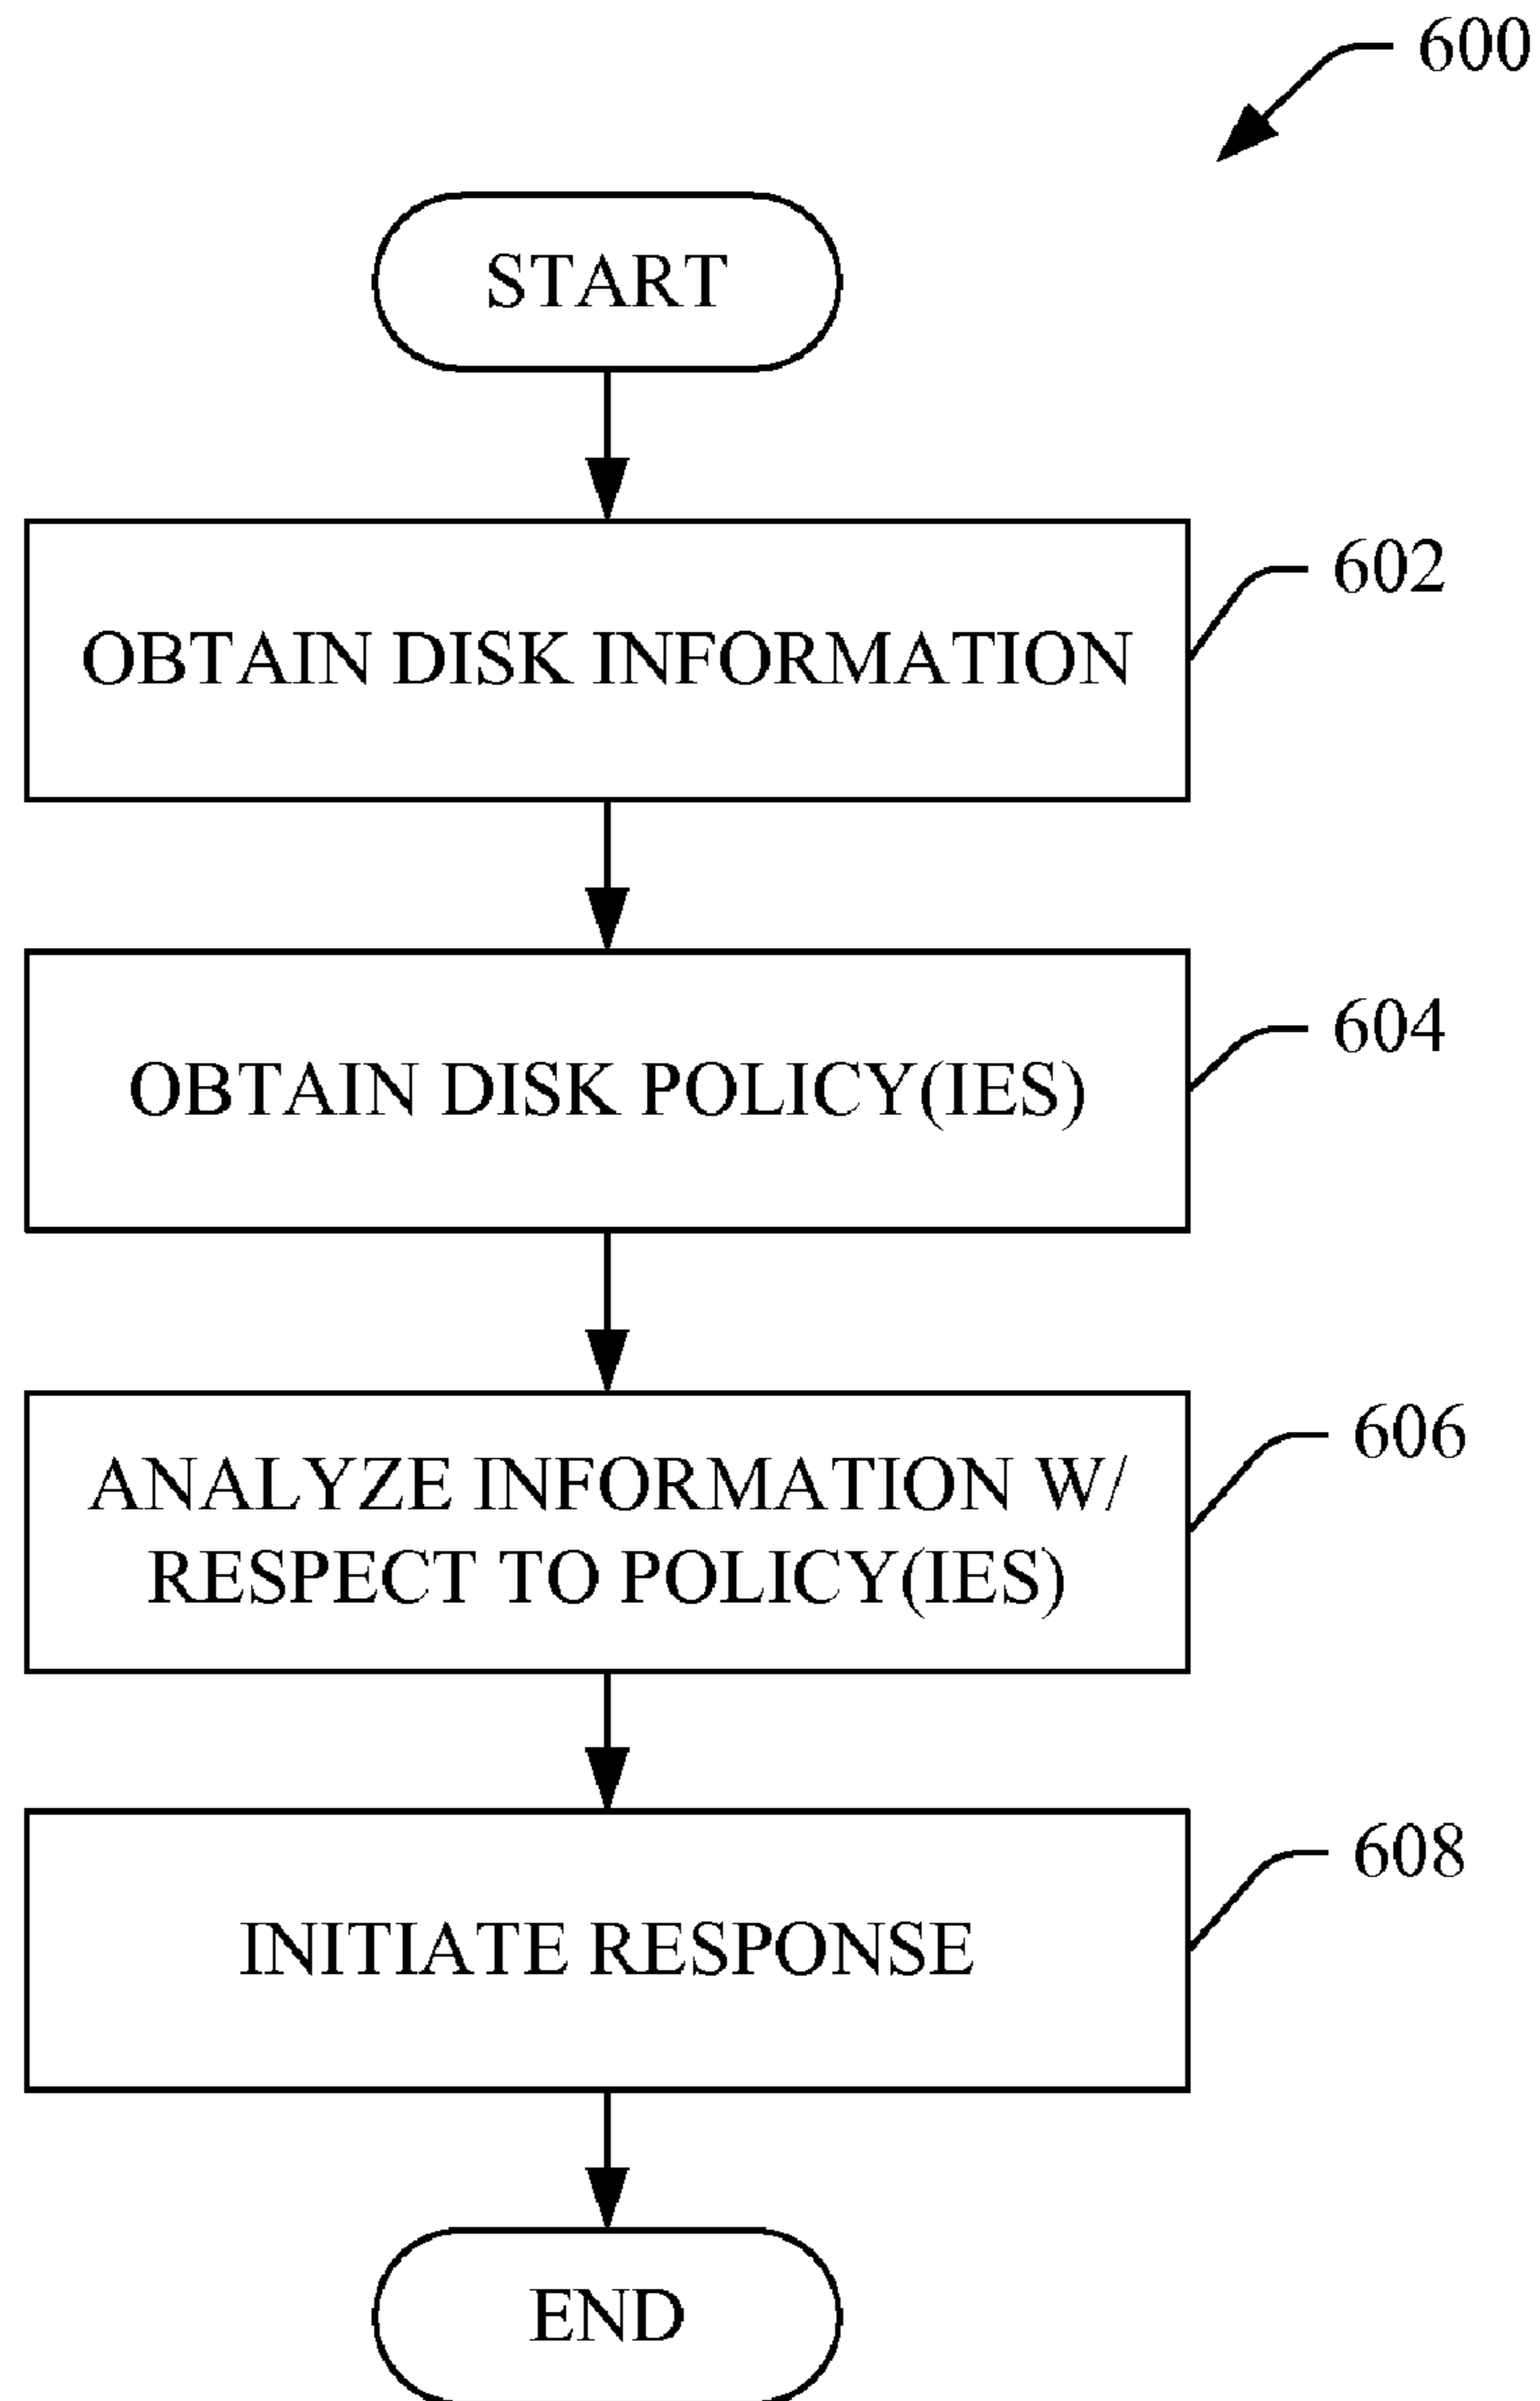 600
START
602
OBTAIN DISK INFORMATION
604
OBTAIN DISK POLICY(IES)
606
ANALYZE INFORMATION W/
RESPECT TO POLICY(IES)
608
INITIATE RESPONSE
END